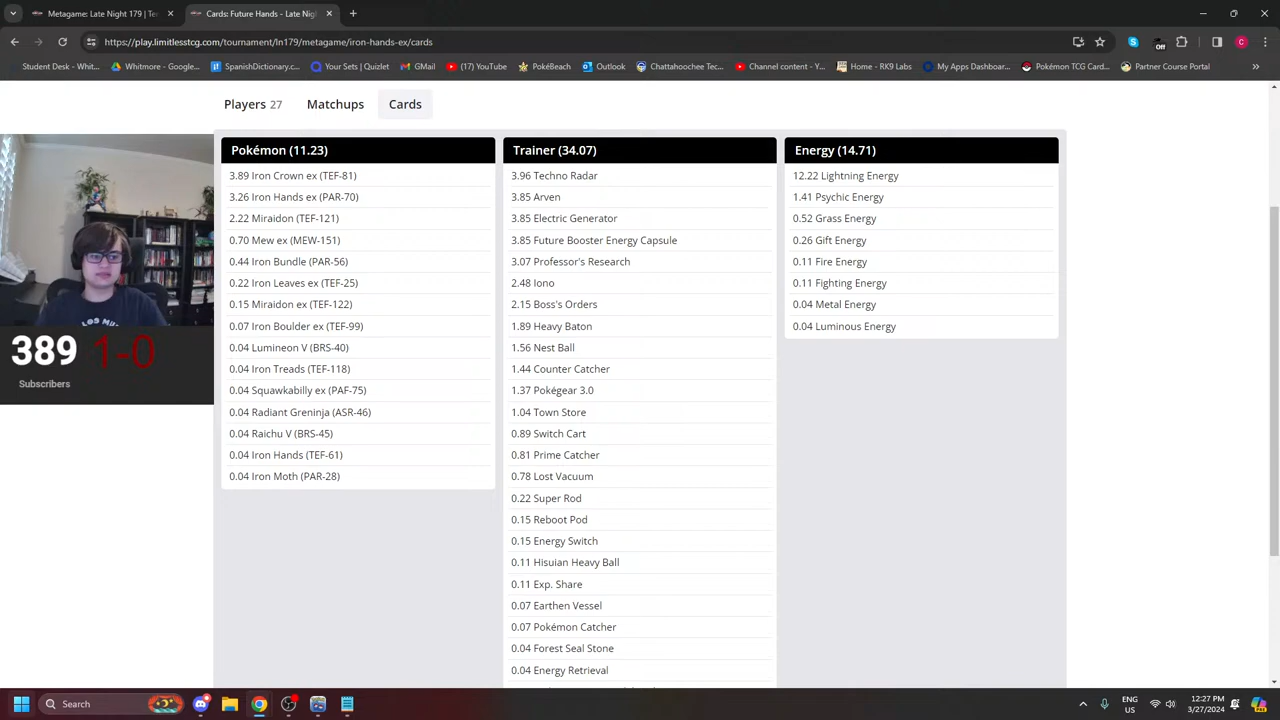 Metagame: Late Night 179 | Te
Cards: Future Hands - Late Nig
https://play.limitlesstcg.com/tournament/ln179/metagame/iron-hands-ex/cards
Off
Student Desk - Whit...
Whitmore - Google...
SpanishDictionary.c...
Your Sets | Quizlet
GMail
(17) YouTube
PokéBeach
Outlook
Chattahoochee Tec...
Channel content - Y...
Home - RK9 Labs
My Apps Dashboar...
Pokémon TCG Card...
Partner Course Portal
Players 27
Matchups
Cards
Pokémon (11.23)
3.89 Iron Crown ex (TEF-81)
3.26 Iron Hands ex (PAR-70)
2.22 Miraidon (TEF-121)
0.70 Mew ex (MEW-151)
0.44 Iron Bundle (PAR-56)
0.22 Iron Leaves ex (TEF-25)
0.15 Miraidon ex (TEF-122)
0.07 Iron Boulder ex (TEF-99)
0.04 Lumineon V (BRS-40)
0.04 Iron Treads (TEF-118)
0.04 Squawkabilly ex (PAF-75)
0.04 Radiant Greninja (ASR-46)
0.04 Raichu V (BRS-45)
0.04 Iron Hands (TEF-61)
0.04 Iron Moth (PAR-28)
Trainer (34.07)
3.96 Techno Radar
3.85 Arven
3.85 Electric Generator
3.85 Future Booster Energy Capsule
3.07 Professor's Research
2.48 Iono
2.15 Boss's Orders
1.89 Heavy Baton
1.56 Nest Ball
1.44 Counter Catcher
1.37 Pokégear 3.0
1.04 Town Store
0.89 Switch Cart
0.81 Prime Catcher
0.78 Lost Vacuum
0.22 Super Rod
0.15 Reboot Pod
0.15 Energy Switch
0.11 Hisuian Heavy Ball
0.11 Exp. Share
0.07 Earthen Vessel
0.07 Pokémon Catcher
0.04 Forest Seal Stone
0.04 Energy Retrieval
Energy (14.71)
12.22 Lightning Energy
1.41 Psychic Energy
0.52 Grass Energy
0.26 Gift Energy
0.11 Fire Energy
0.11 Fighting Energy
0.04 Metal Energy
0.04 Luminous Energy
LOS MU
389 1-0
Subscribers
Search
ENG
US
12:27 PM
3/27/2024